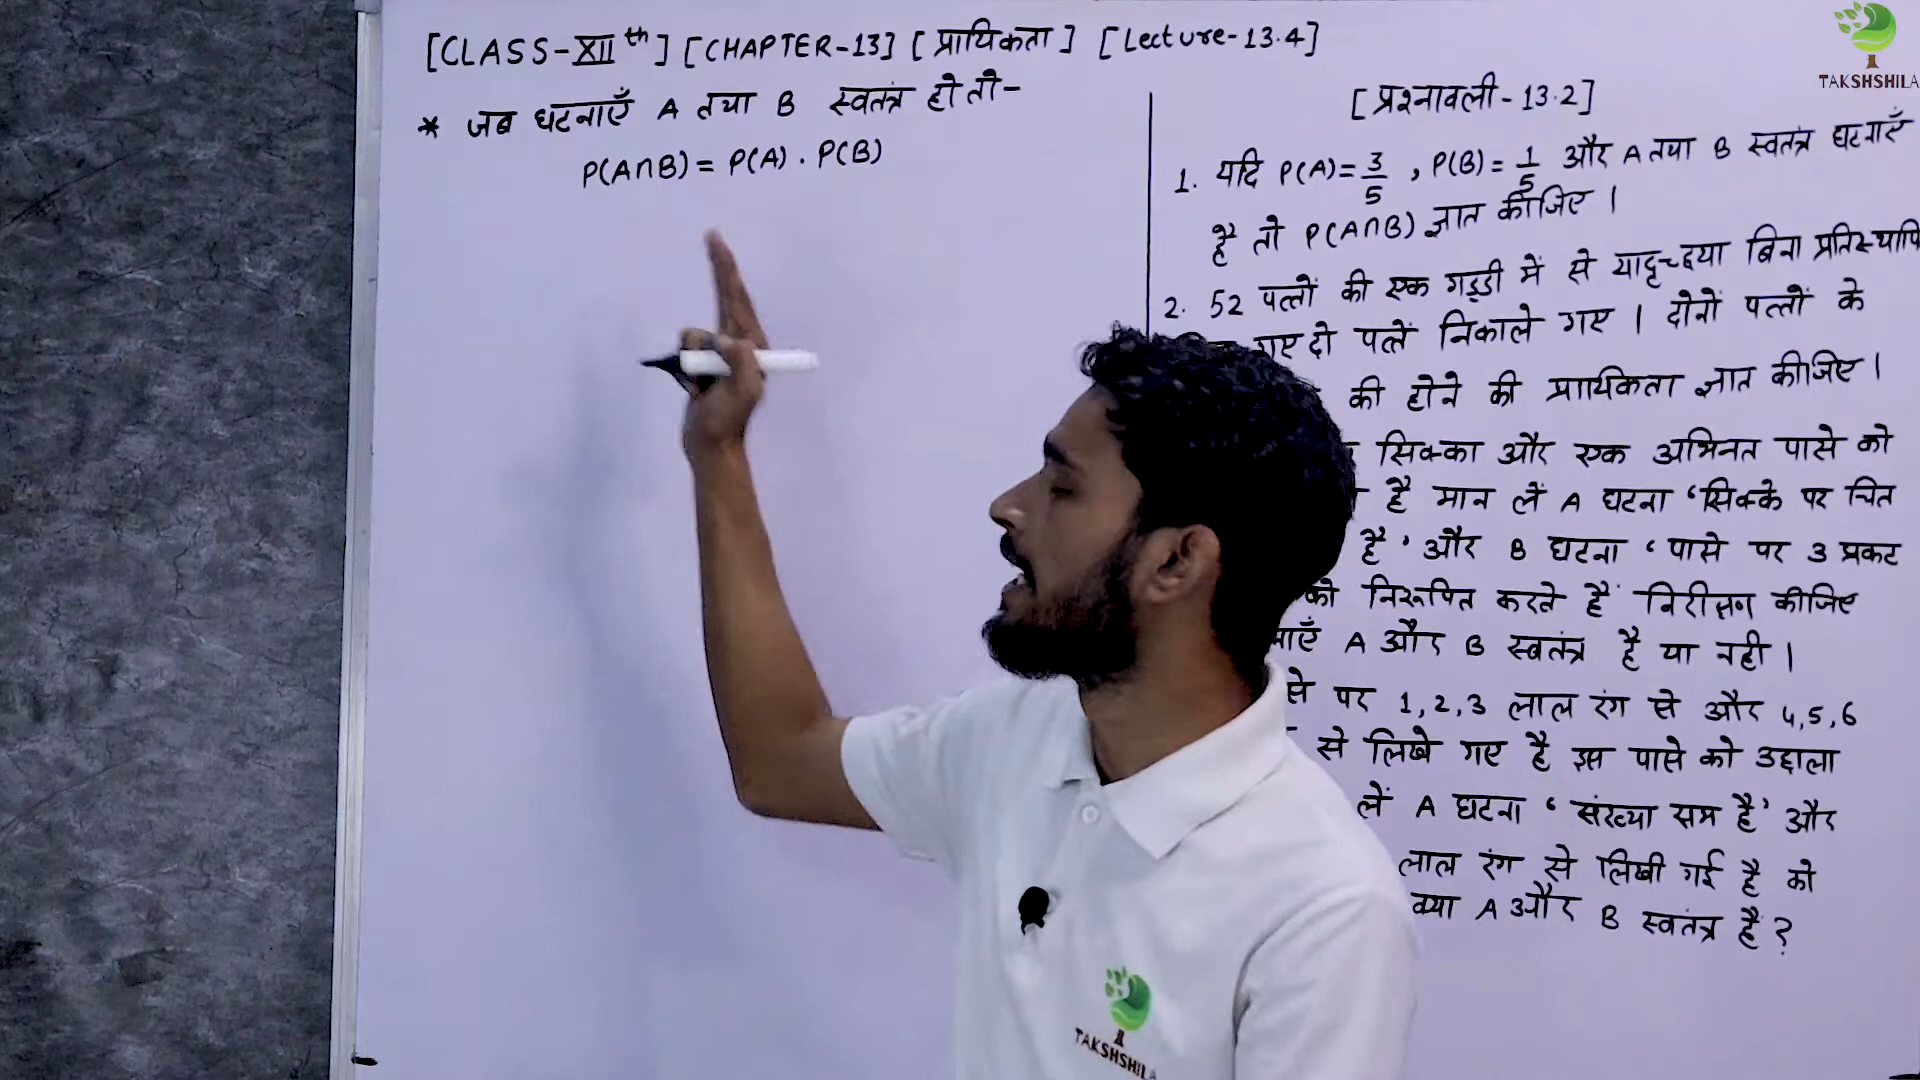 [CLASS-XII th] [CHAPTER-13] [प्रायिकता] [Lecture-13.4]
* जब घटनाएँ A तथा B स्वतंत्र हो तो-
P(A∩B) = P(A) . P(B)
[प्रश्नावली-13.2]
1. यदि P(A)= 3/5 , P(B)= 1/5 और A तथा B स्वतंत्र घटनाएँ
है तो P(A∩B) ज्ञात कीजिए ।
2. 52 पत्तों की एक गड्डी में से यादृच्छया बिना प्रतिस्थापि
गए दो पत्तें निकाले गए । दोनों पत्तों के
की होने की प्रायिकता ज्ञात कीजिए ।
सिक्का और एक अभिनत पासे को
है मान लें A घटना 'सिक्के पर चित
है' और B घटना 'पासे पर 3 प्रकट
को निरूपित करते है निरीक्षण कीजिए
A और B स्वतंत्र है या नही ।
से पर 1,2,3 लाल रंग से और 4,5,6
से लिखे गए है इस पासे को उछाला
लें A घटना 'संख्या सम है' और
लाल रंग से लिखी गई है को
क्या A और B स्वतंत्र है ?
TAKSHSHILA
TAKSHSHILA